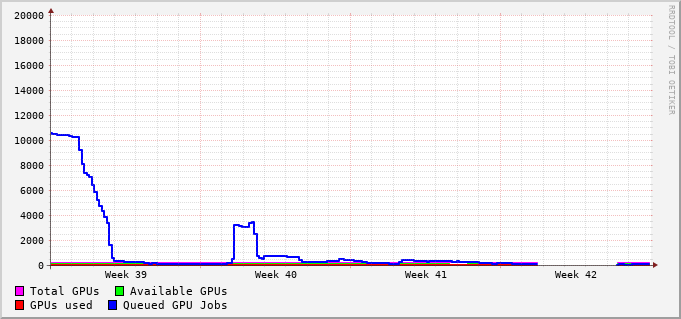 20000
18000
16000
14000
12000
10000
8000
6000
4000
2000
0
Week 39 Week 40 Week 41 Week 42
Total GPUs Available GPUs
GPUs used Queued GPU Jobs
RRDTOOL / TOBI OETIKER